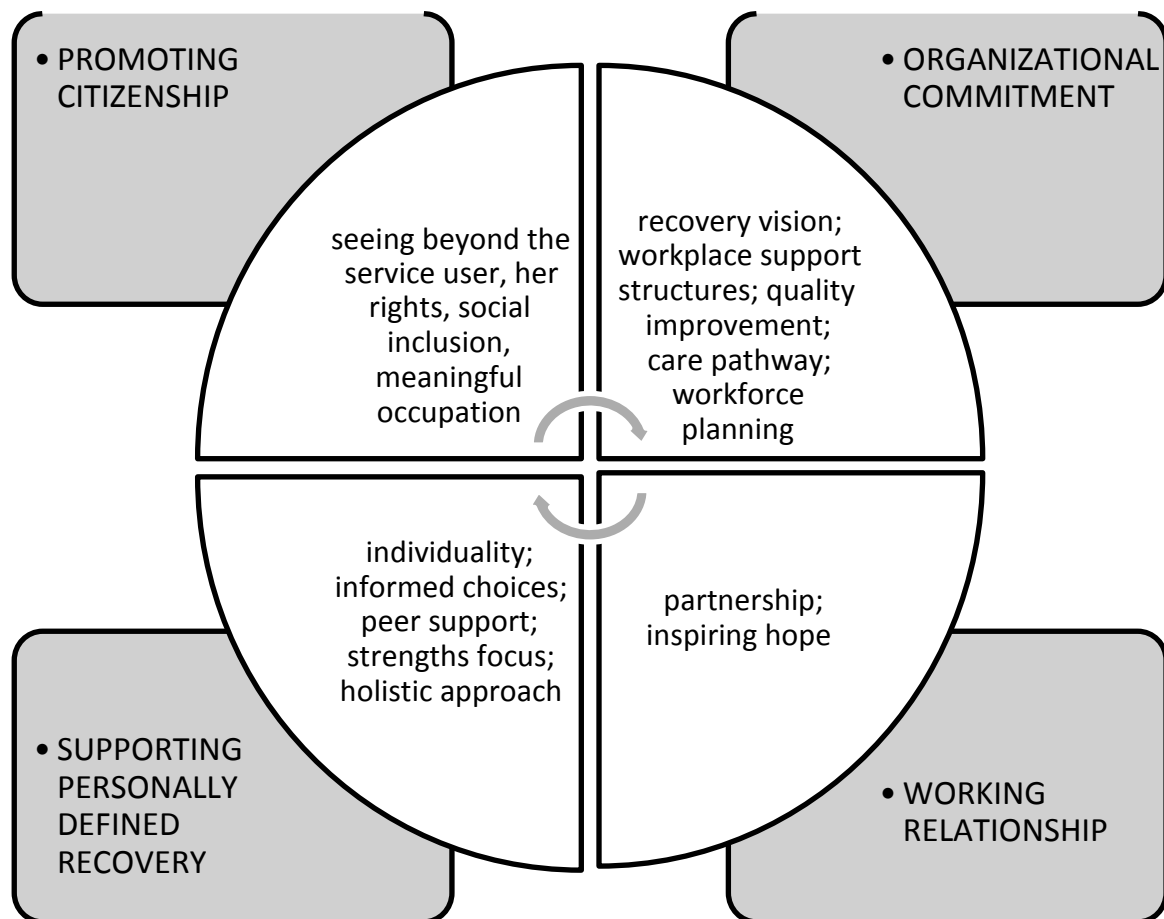 • PROMOTING
CITIZENSHIP
• ORGANIZATIONAL
COMMITMENT
seeing beyond the
service user, her
rights, social
inclusion,
meaningful
occupation
recovery vision;
workplace support
structures; quality
improvement;
care pathway;
workforce
planning
individuality;
informed choices;
peer support;
strengths focus;
holistic approach
partnership;
inspiring hope
• SUPPORTING
PERSONALLY
DEFINED
RECOVERY
• WORKING
RELATIONSHIP